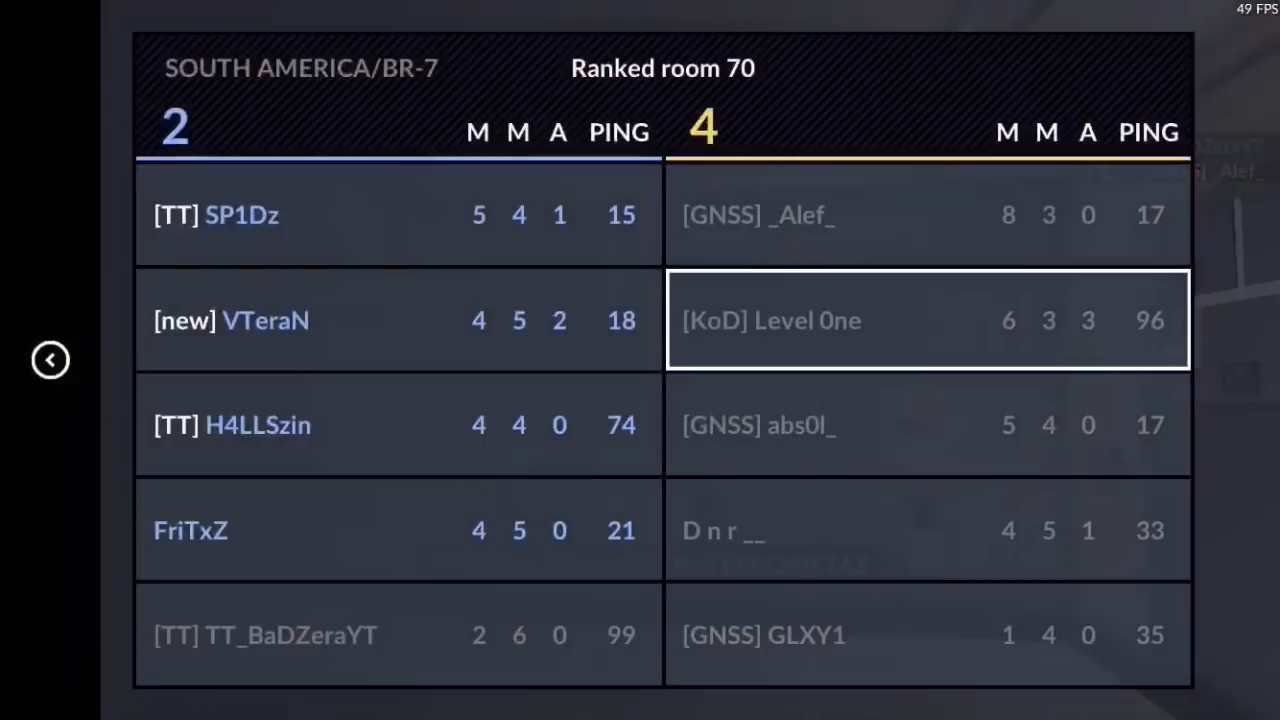 49 FPS
SOUTH AMERICA/BR-7 Ranked room 70
2 M M A PING 4 M M A PING
[TT] SP1Dz 5 4 1 15 [GNSS] _Alef_ 8 3 0 17
[new] VTeraN 4 5 2 18 [KoD] Level 0ne 6 3 3 96
[TT] H4LLSzin 4 4 0 74 [GNSS] abs0l_ 5 4 0 17
FriTxZ 4 5 0 21 D n r __ 4 5 1 33
[TT] TT_BaDZeraYT 2 6 0 99 [GNSS] GLXY1 1 4 0 35